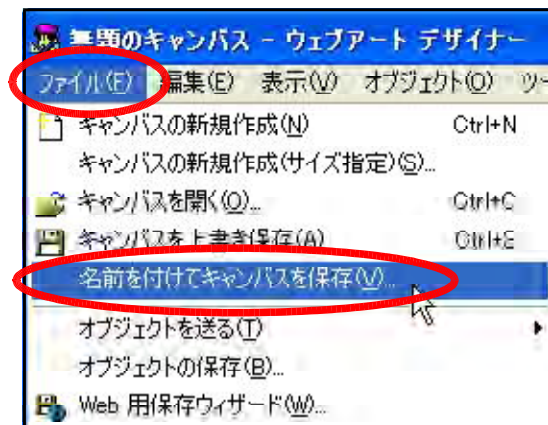 無題のキャンバス - ウェブアート デザイナー
ファイル(F) 編集(E) 表示(V) オブジェクト(O) ツー
キャンバスの新規作成(N) Ctrl+N
キャンバスの新規作成(サイズ指定)(S)...
キャンバスを開く(O)... Ctrl+
キャンバスを上書き保存(A) Ctrl+
名前を付けてキャンバスを保存(V)...
オブジェクトを送る(T)
オブジェクトの保存(B)...
Web 用保存ウィザード(W)...